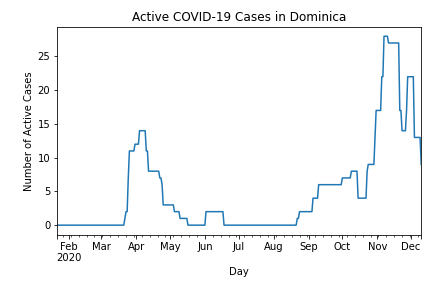 Active COVID-19 Cases in Dominica
Number of Active Cases
25
20
15
10
5
0
Feb Mar Apr May Jun Jul Aug Sep Oct Nov Dec
2020
Day